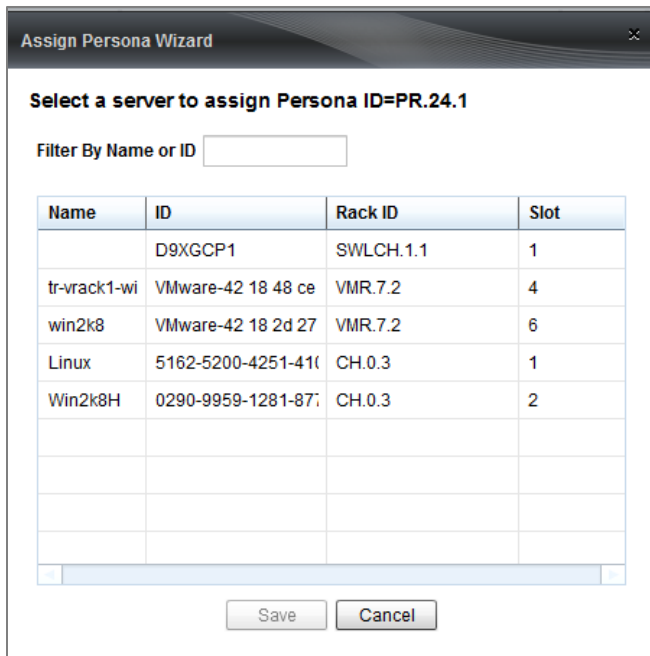 Assign Persona Wizard
Select a server to assign Persona ID=PR.24.1
Filter By Name or ID
Name ID Rack ID Slot
D9XGCP1 SWLCH.1.1 1
tr-vrack1-wi VMware-42 18 48 ce VMR.7.2 4
win2k8 VMware-42 18 2d 27 VMR.7.2 6
Linux 5162-5200-4251-410 CH.0.3 1
Win2k8H 0290-9959-1281-877 CH.0.3 2
Save Cancel